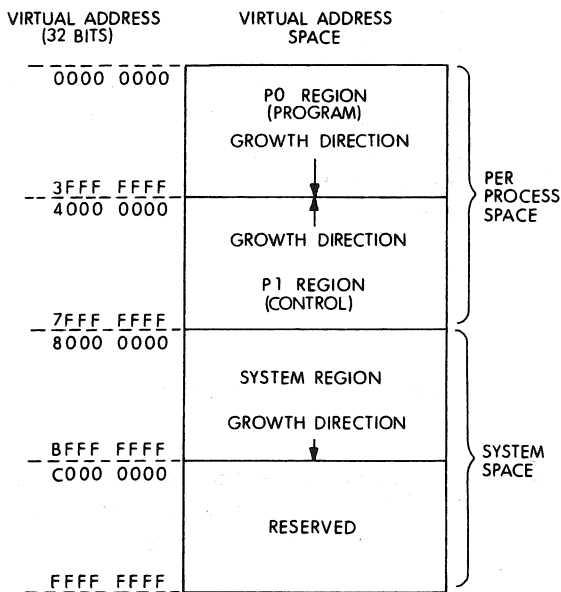 VIRTUAL ADDRESS
(32 BITS)
VIRTUAL ADDRESS
SPACE
0000 0000
P0 REGION
(PROGRAM)
GROWTH DIRECTION
3FFF FFFF
4000 0000
PER
PROCESS
SPACE
GROWTH DIRECTION
P1 REGION
(CONTROL)
7FFF FFFF
8000 0000
SYSTEM REGION
GROWTH DIRECTION
BFFF FFFF
C000 0000
SYSTEM
SPACE
RESERVED
FFFF FFFF